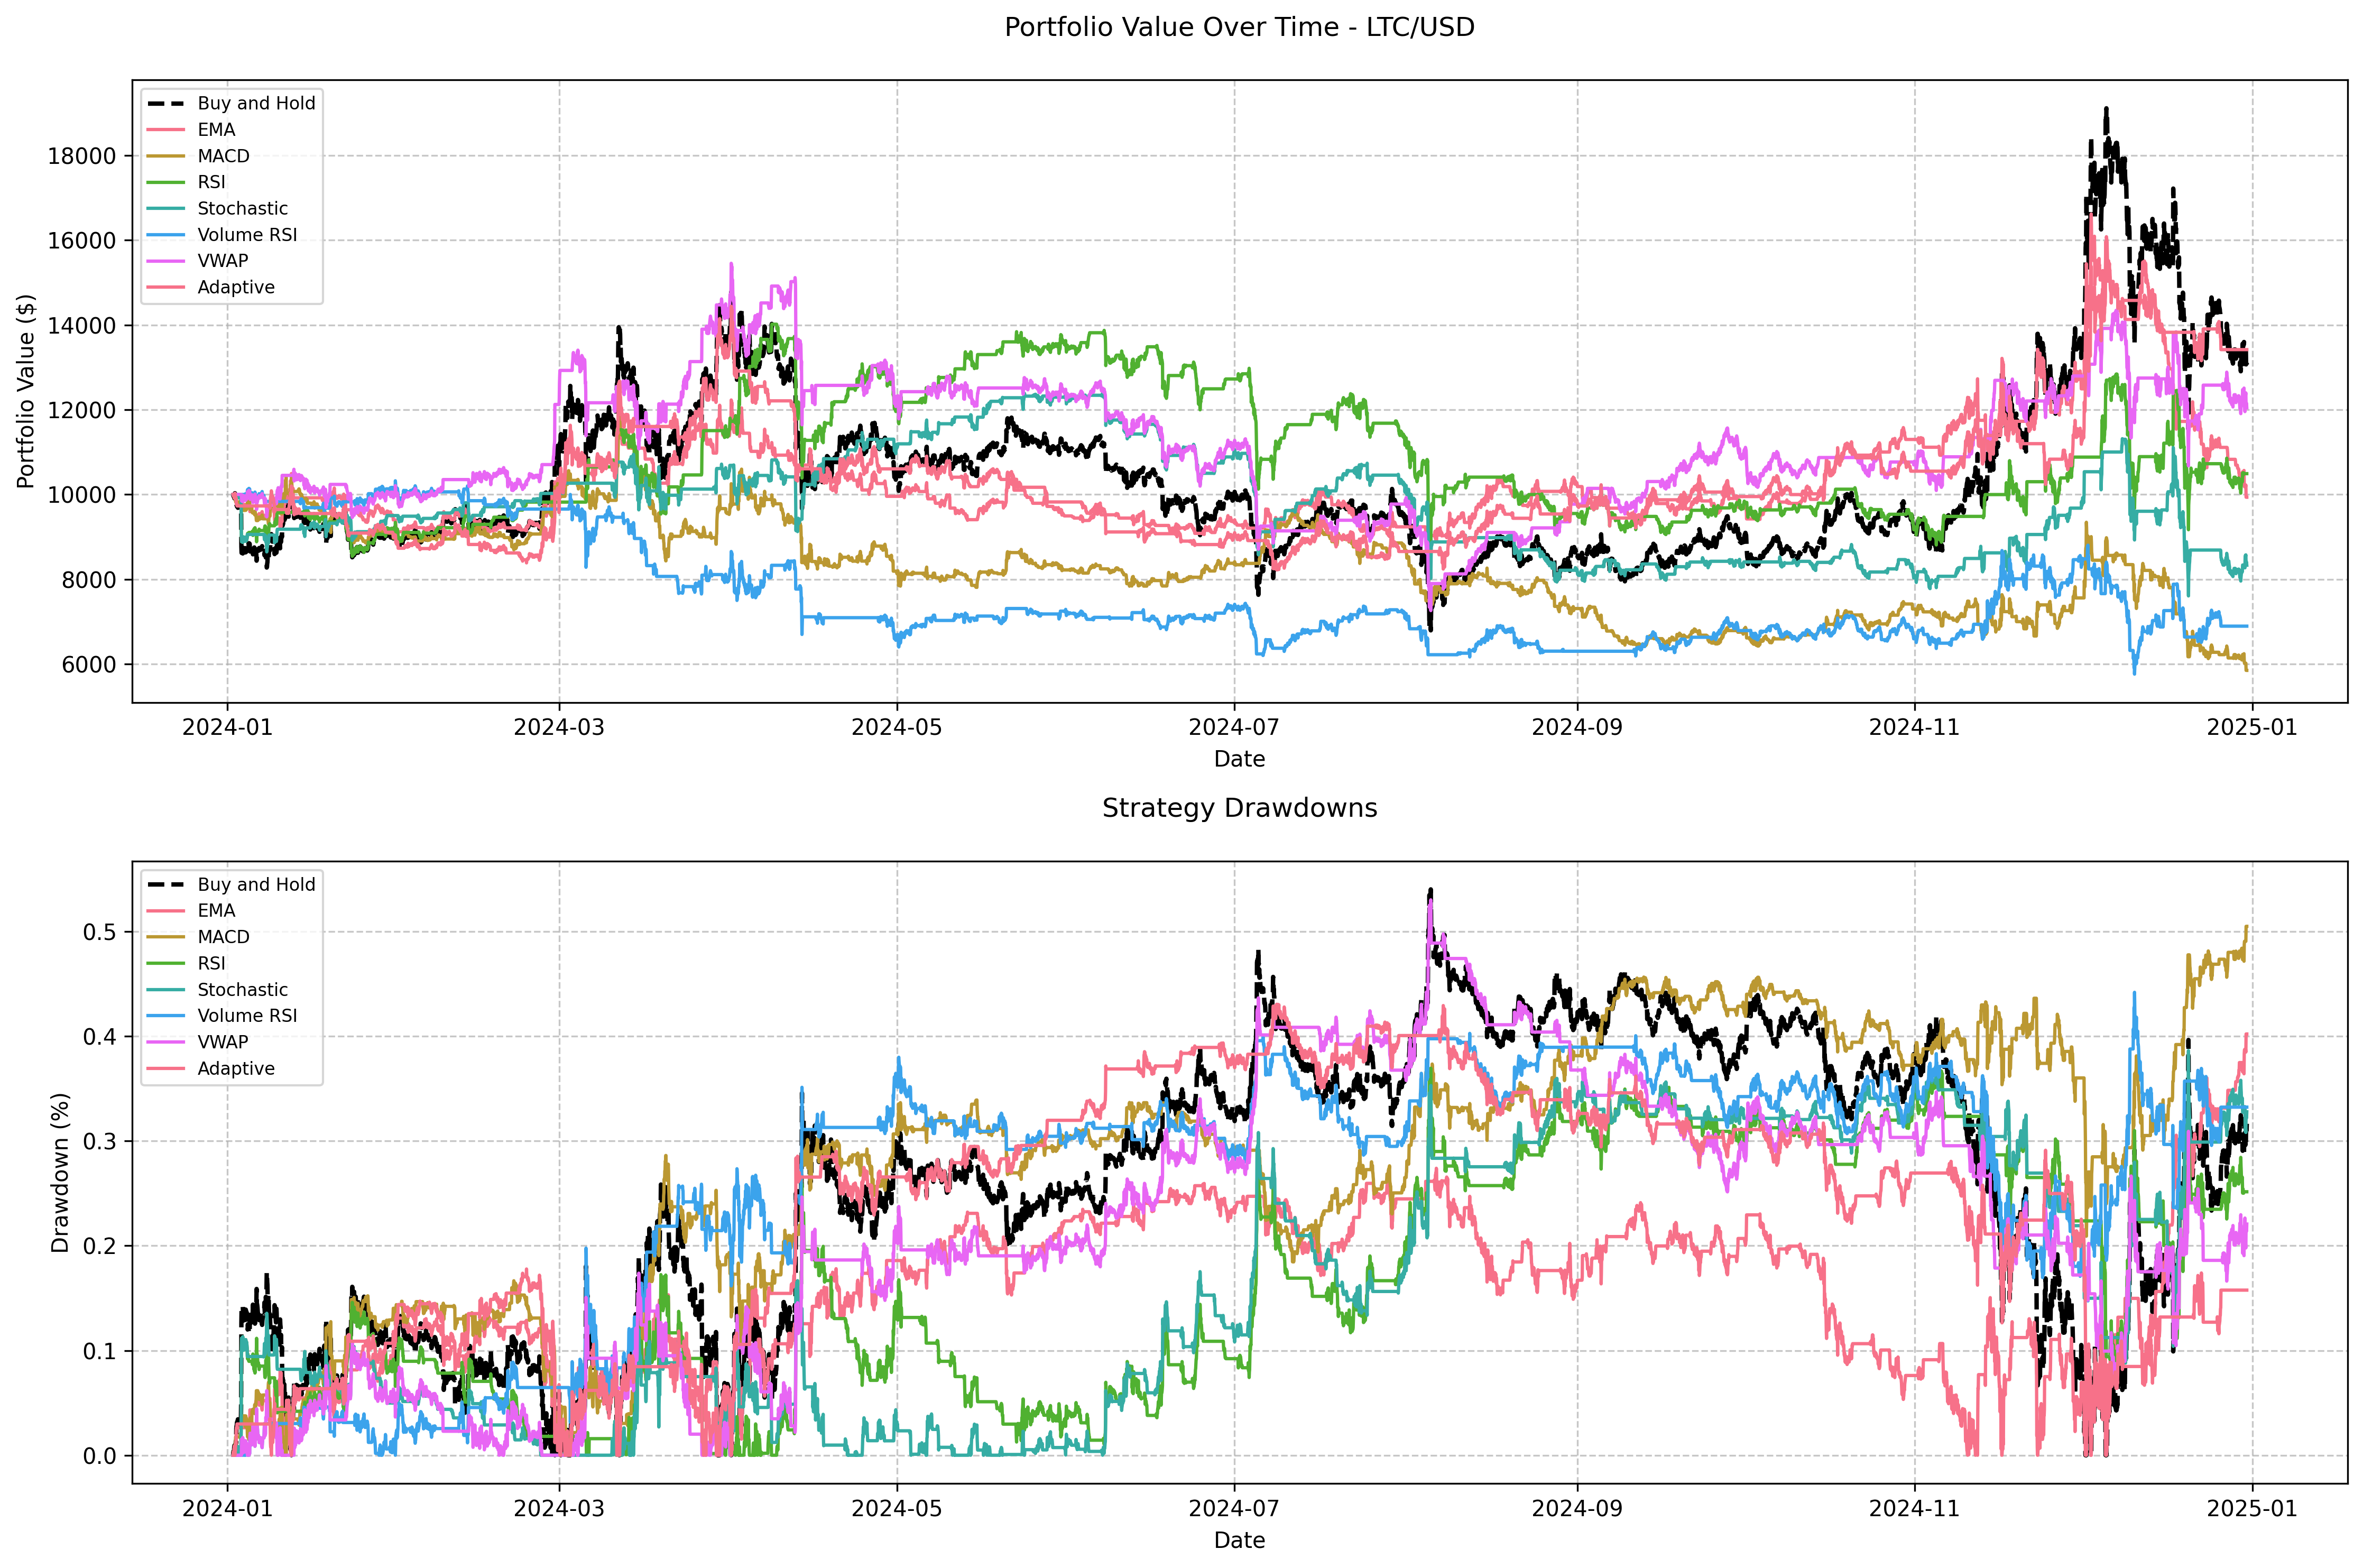 Portfolio Value Over Time - LTC/USD
Portfolio Value ($)
18000
16000
14000
12000
10000
8000
6000
Buy and Hold
EMA
MACD
RSI
Stochastic
Volume RSI
VWAP
Adaptive
2024-01 2024-03 2024-05 2024-07 2024-09 2024-11 2025-01
Date
Strategy Drawdowns
Drawdown (%)
0.5
0.4
0.3
0.2
0.1
0.0
Buy and Hold
EMA
MACD
RSI
Stochastic
Volume RSI
VWAP
Adaptive
2024-01 2024-03 2024-05 2024-07 2024-09 2024-11 2025-01
Date